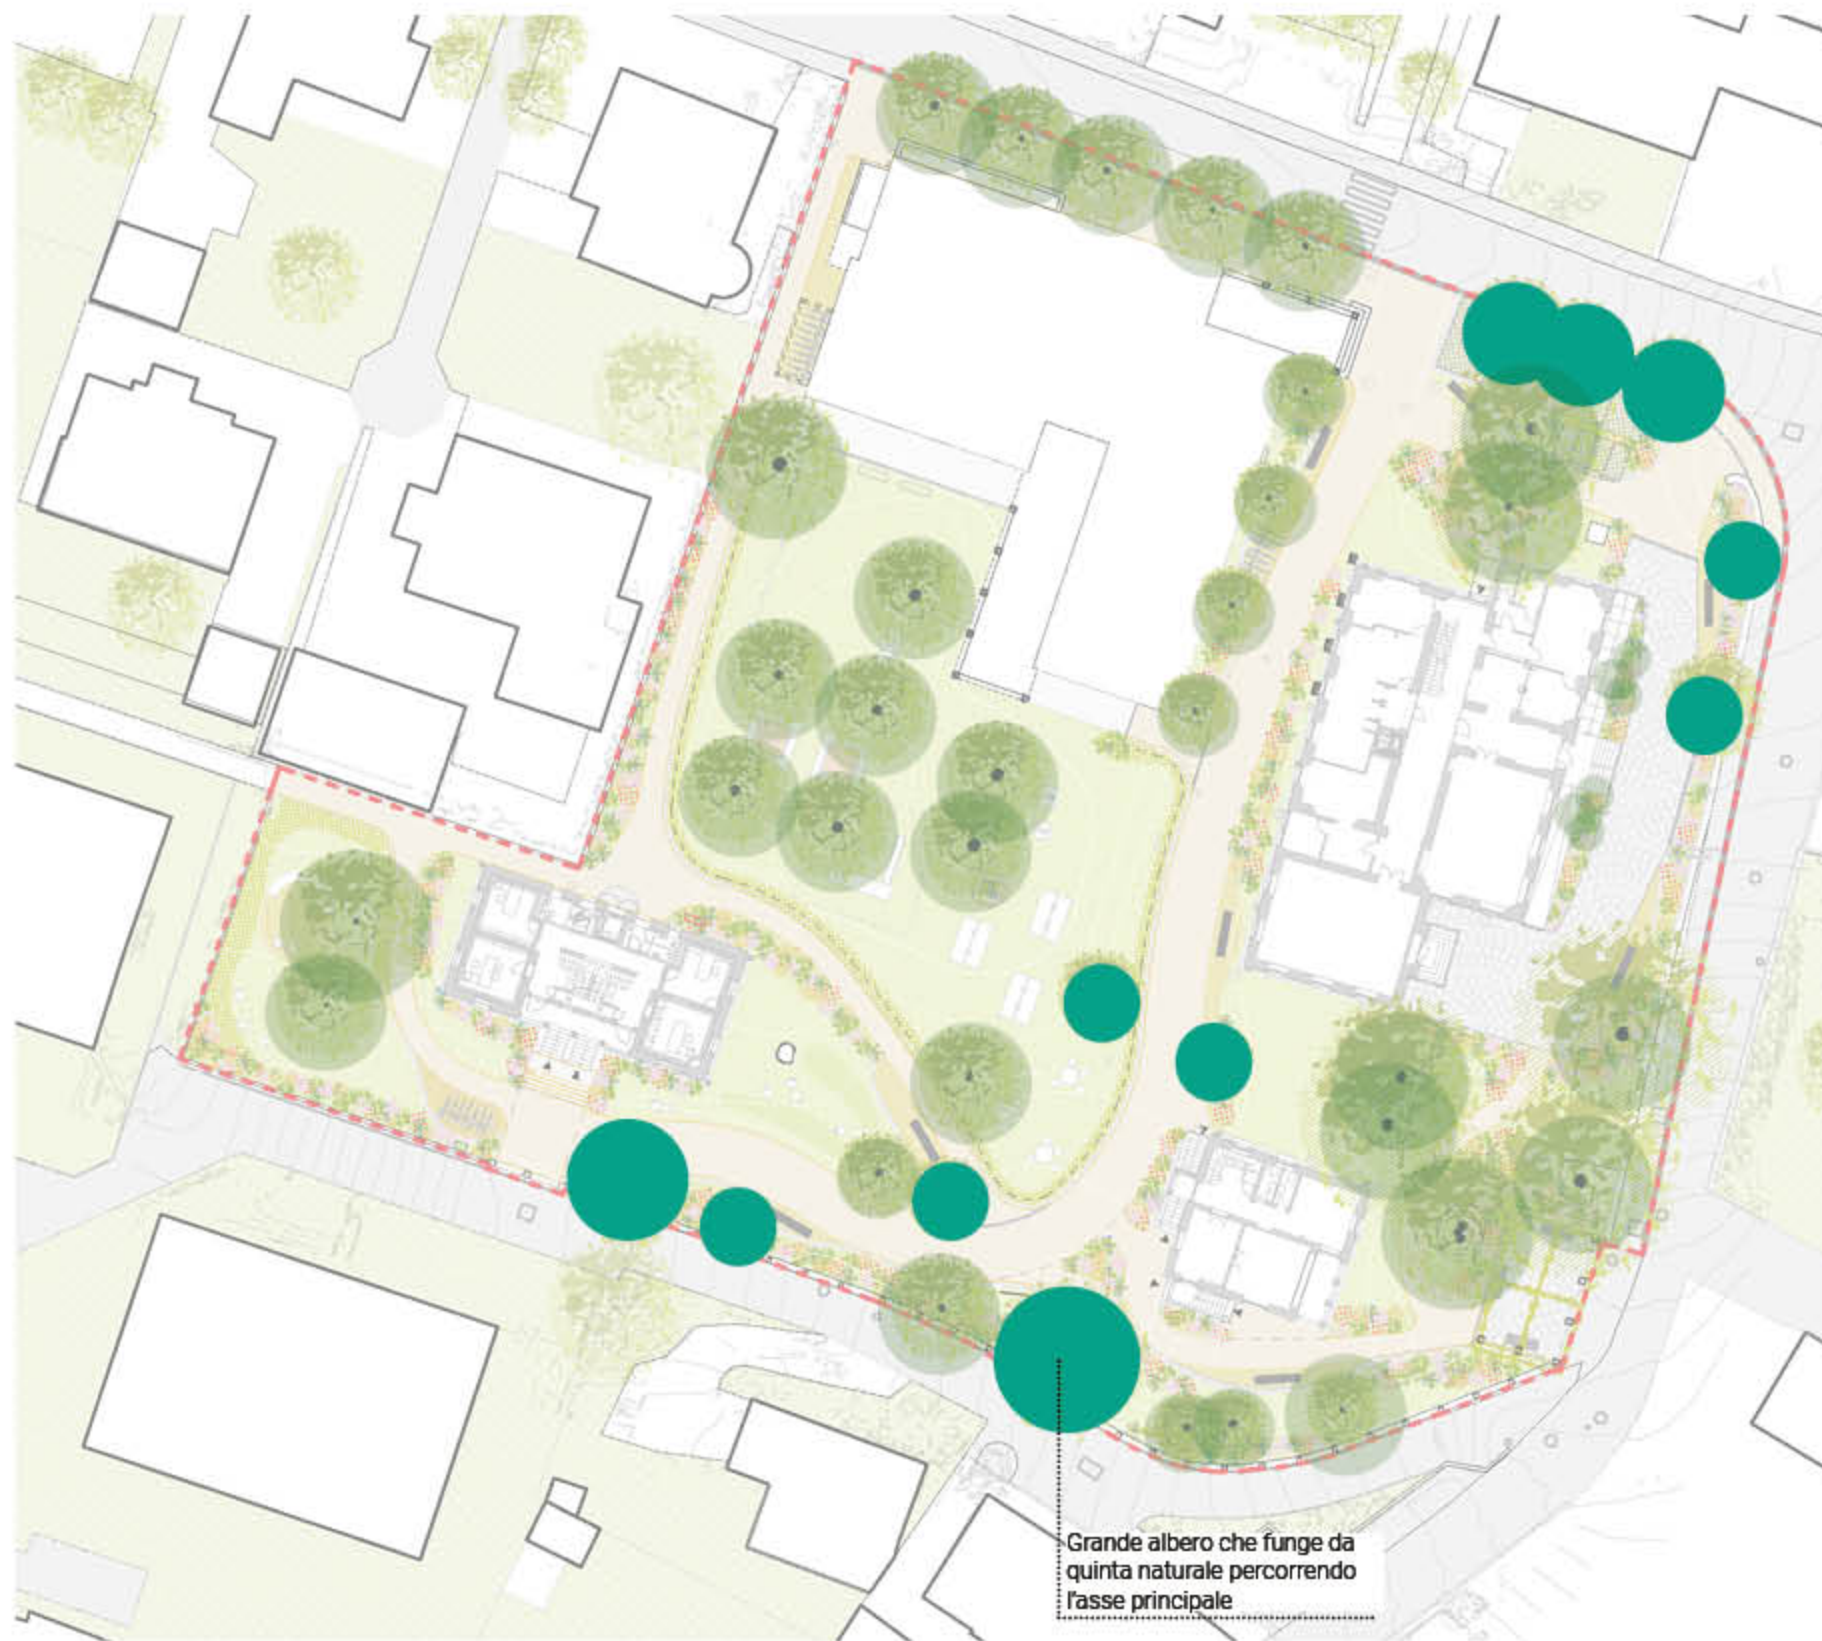 Grande albero che funge da
quinta naturale percorrendo
l'asse principale